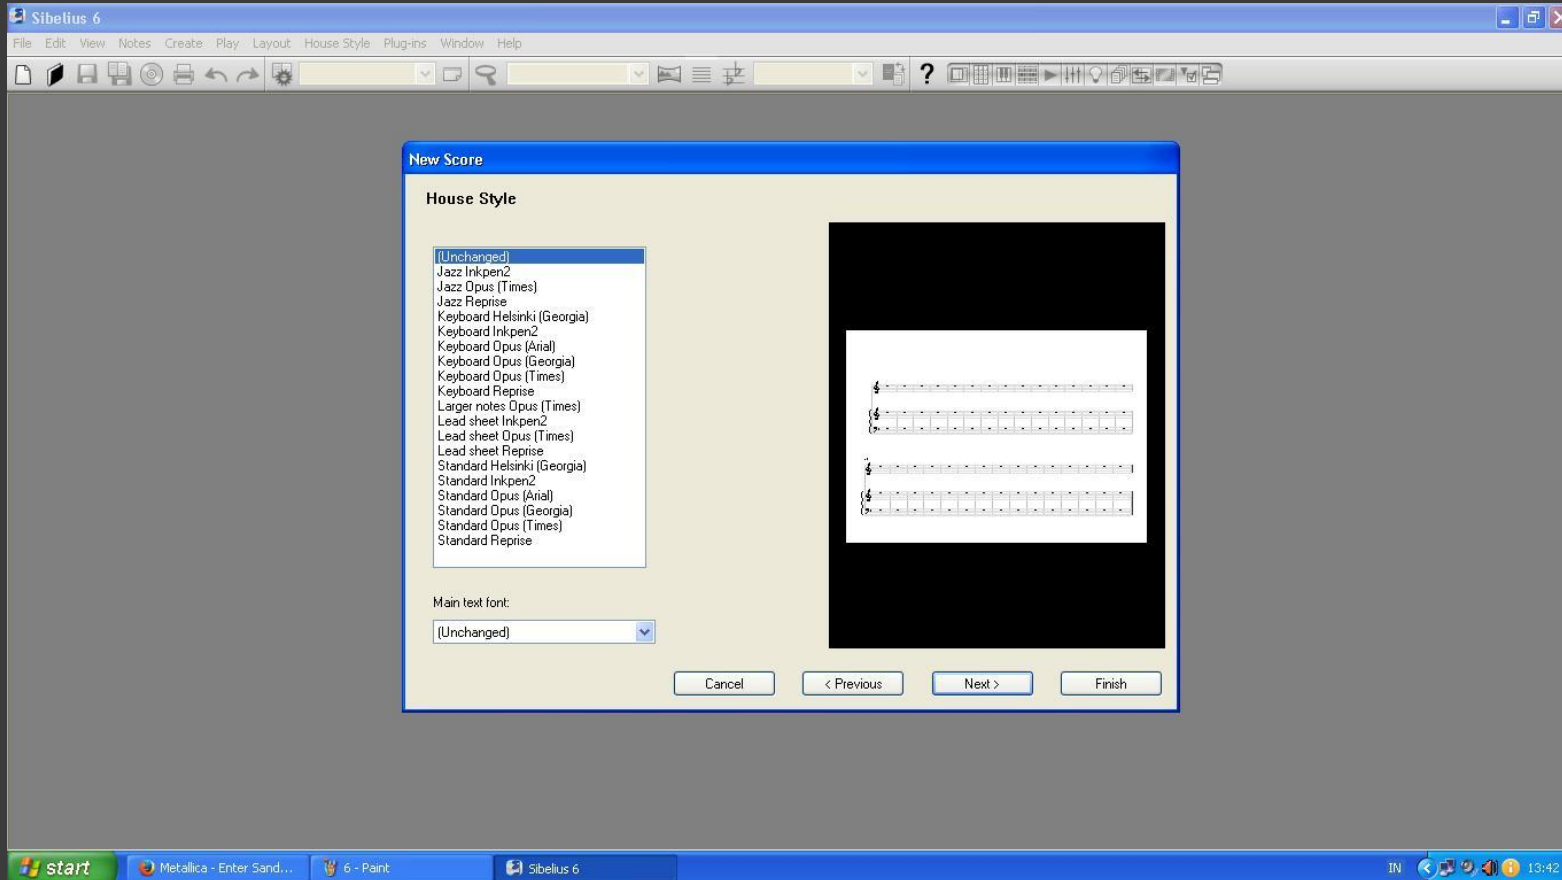 Sibelius 6
File Edit View Notes Create Play Layout House Style Plug-ins Window Help
New Score
House Style
(Unchanged)
Jazz Inkpen2
Jazz Opus (Times)
Jazz Reprise
Keyboard Helsinki (Georgia)
Keyboard Inkpen2
Keyboard Opus (Arial)
Keyboard Opus (Georgia)
Keyboard Opus (Times)
Keyboard Reprise
Larger notes Opus (Times)
Lead sheet Inkpen2
Lead sheet Opus (Times)
Lead sheet Reprise
Standard Helsinki (Georgia)
Standard Inkpen2
Standard Opus (Arial)
Standard Opus (Georgia)
Standard Opus (Times)
Standard Reprise
Main text font:
(Unchanged)
Cancel < Previous Next > Finish
start Metallica - Enter Sand... 6 - Paint Sibelius 6 IN 13:42